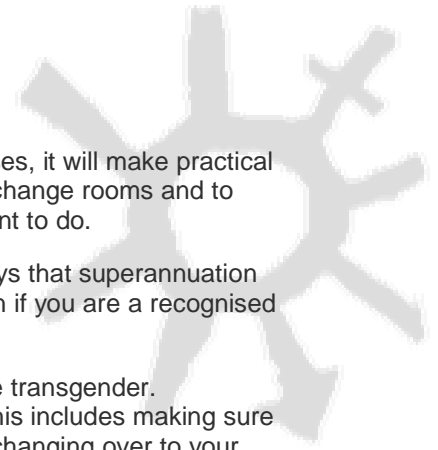 ses, it will make practical
change rooms and to
nt to do.
ys that superannuation
n if you are a recognised
e transgender.
his includes making sure
changing over to your